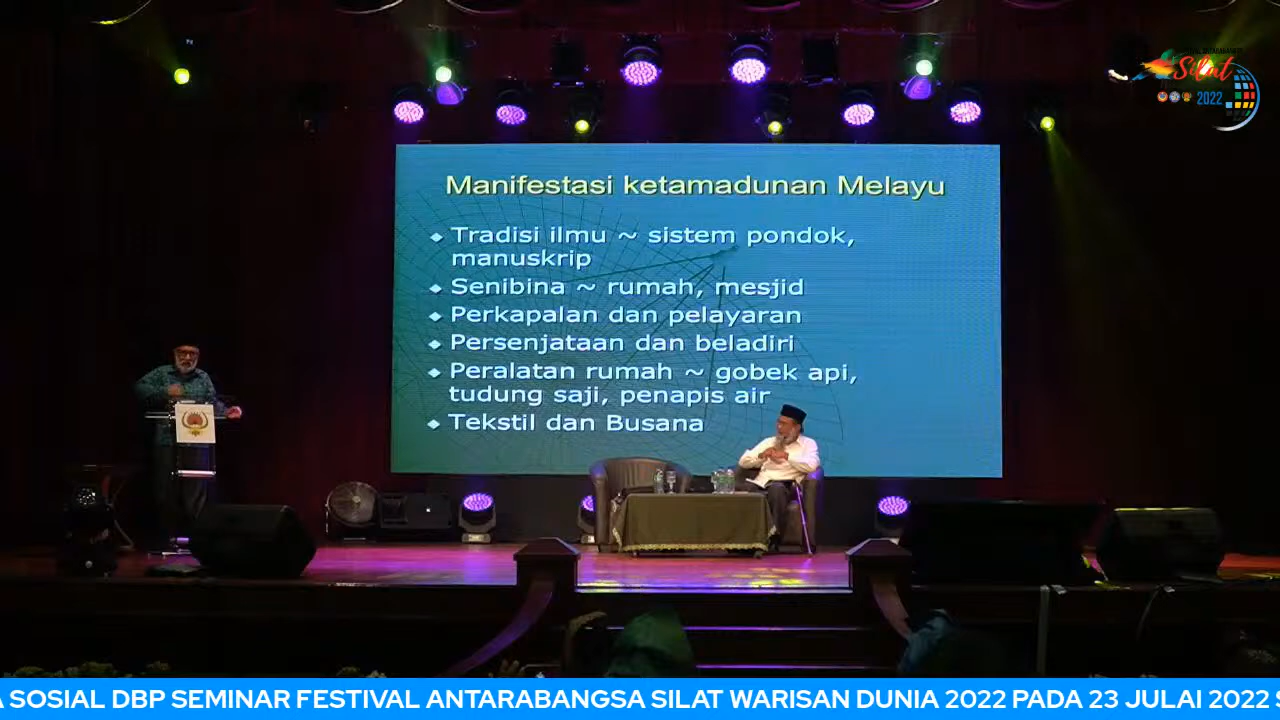 Silat
2022
Manifestasi ketamadunan Melayu
Tradisi ilmu ~ sistem pondok,
manuskrip
Senibina ~ rumah, mesjid
Perkapalan dan pelayaran
Persenjataan dan beladiri
Peralatan rumah ~ gobek api,
tudung saji, penapis air
Tekstil dan Busana
A SOSIAL DBP SEMINAR FESTIVAL ANTARABANGSA SILAT WARISAN DUNIA 2022 PADA 23 JULAI 2022 S